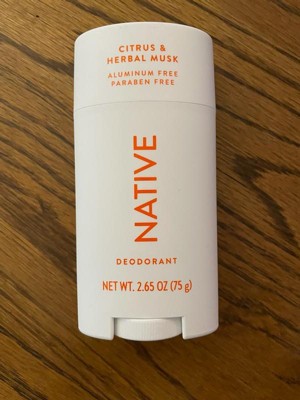 CITRUS &
HERBAL MUSK
ALUMINUM FREE
PARABEN FREE
NATIVE
DEODORANT
NET WT. 2.65 OZ (75 g)